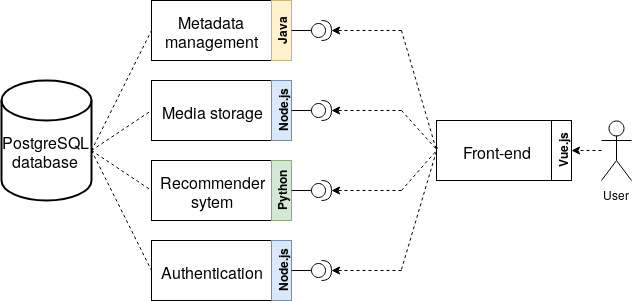 Metadata
management
Java
Media storage
Node.js
PostgreSQL
database
Recommender
sytem
Python
Authentication
Node.js
Front-end
Vue.js
User